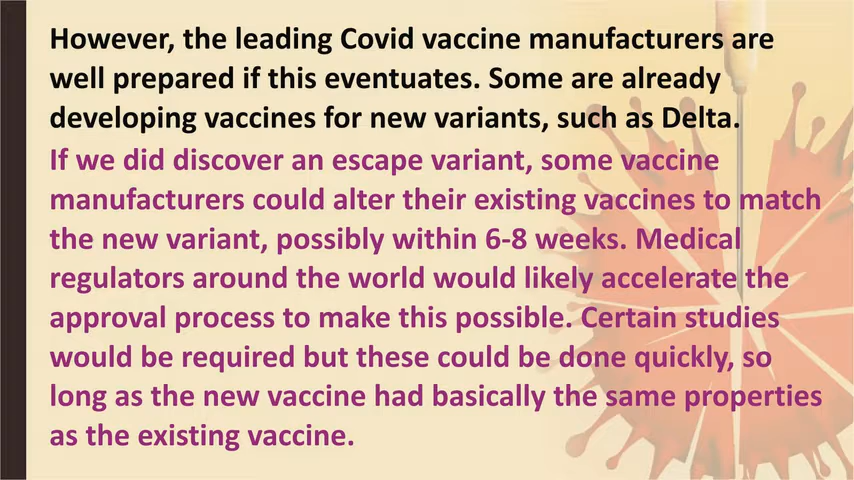 However, the leading Covid vaccine manufacturers are
well prepared if this eventuates. Some are already
developing vaccines for new variants, such as Delta.
If we did discover an escape variant, some vaccine
manufacturers could alter their existing vaccines to match
the new variant, possibly within 6-8 weeks. Medical
regulators around the world would likely accelerate the
approval process to make this possible. Certain studies
would be required but these could be done quickly, so
long as the new vaccine had basically the same properties
as the existing vaccine.